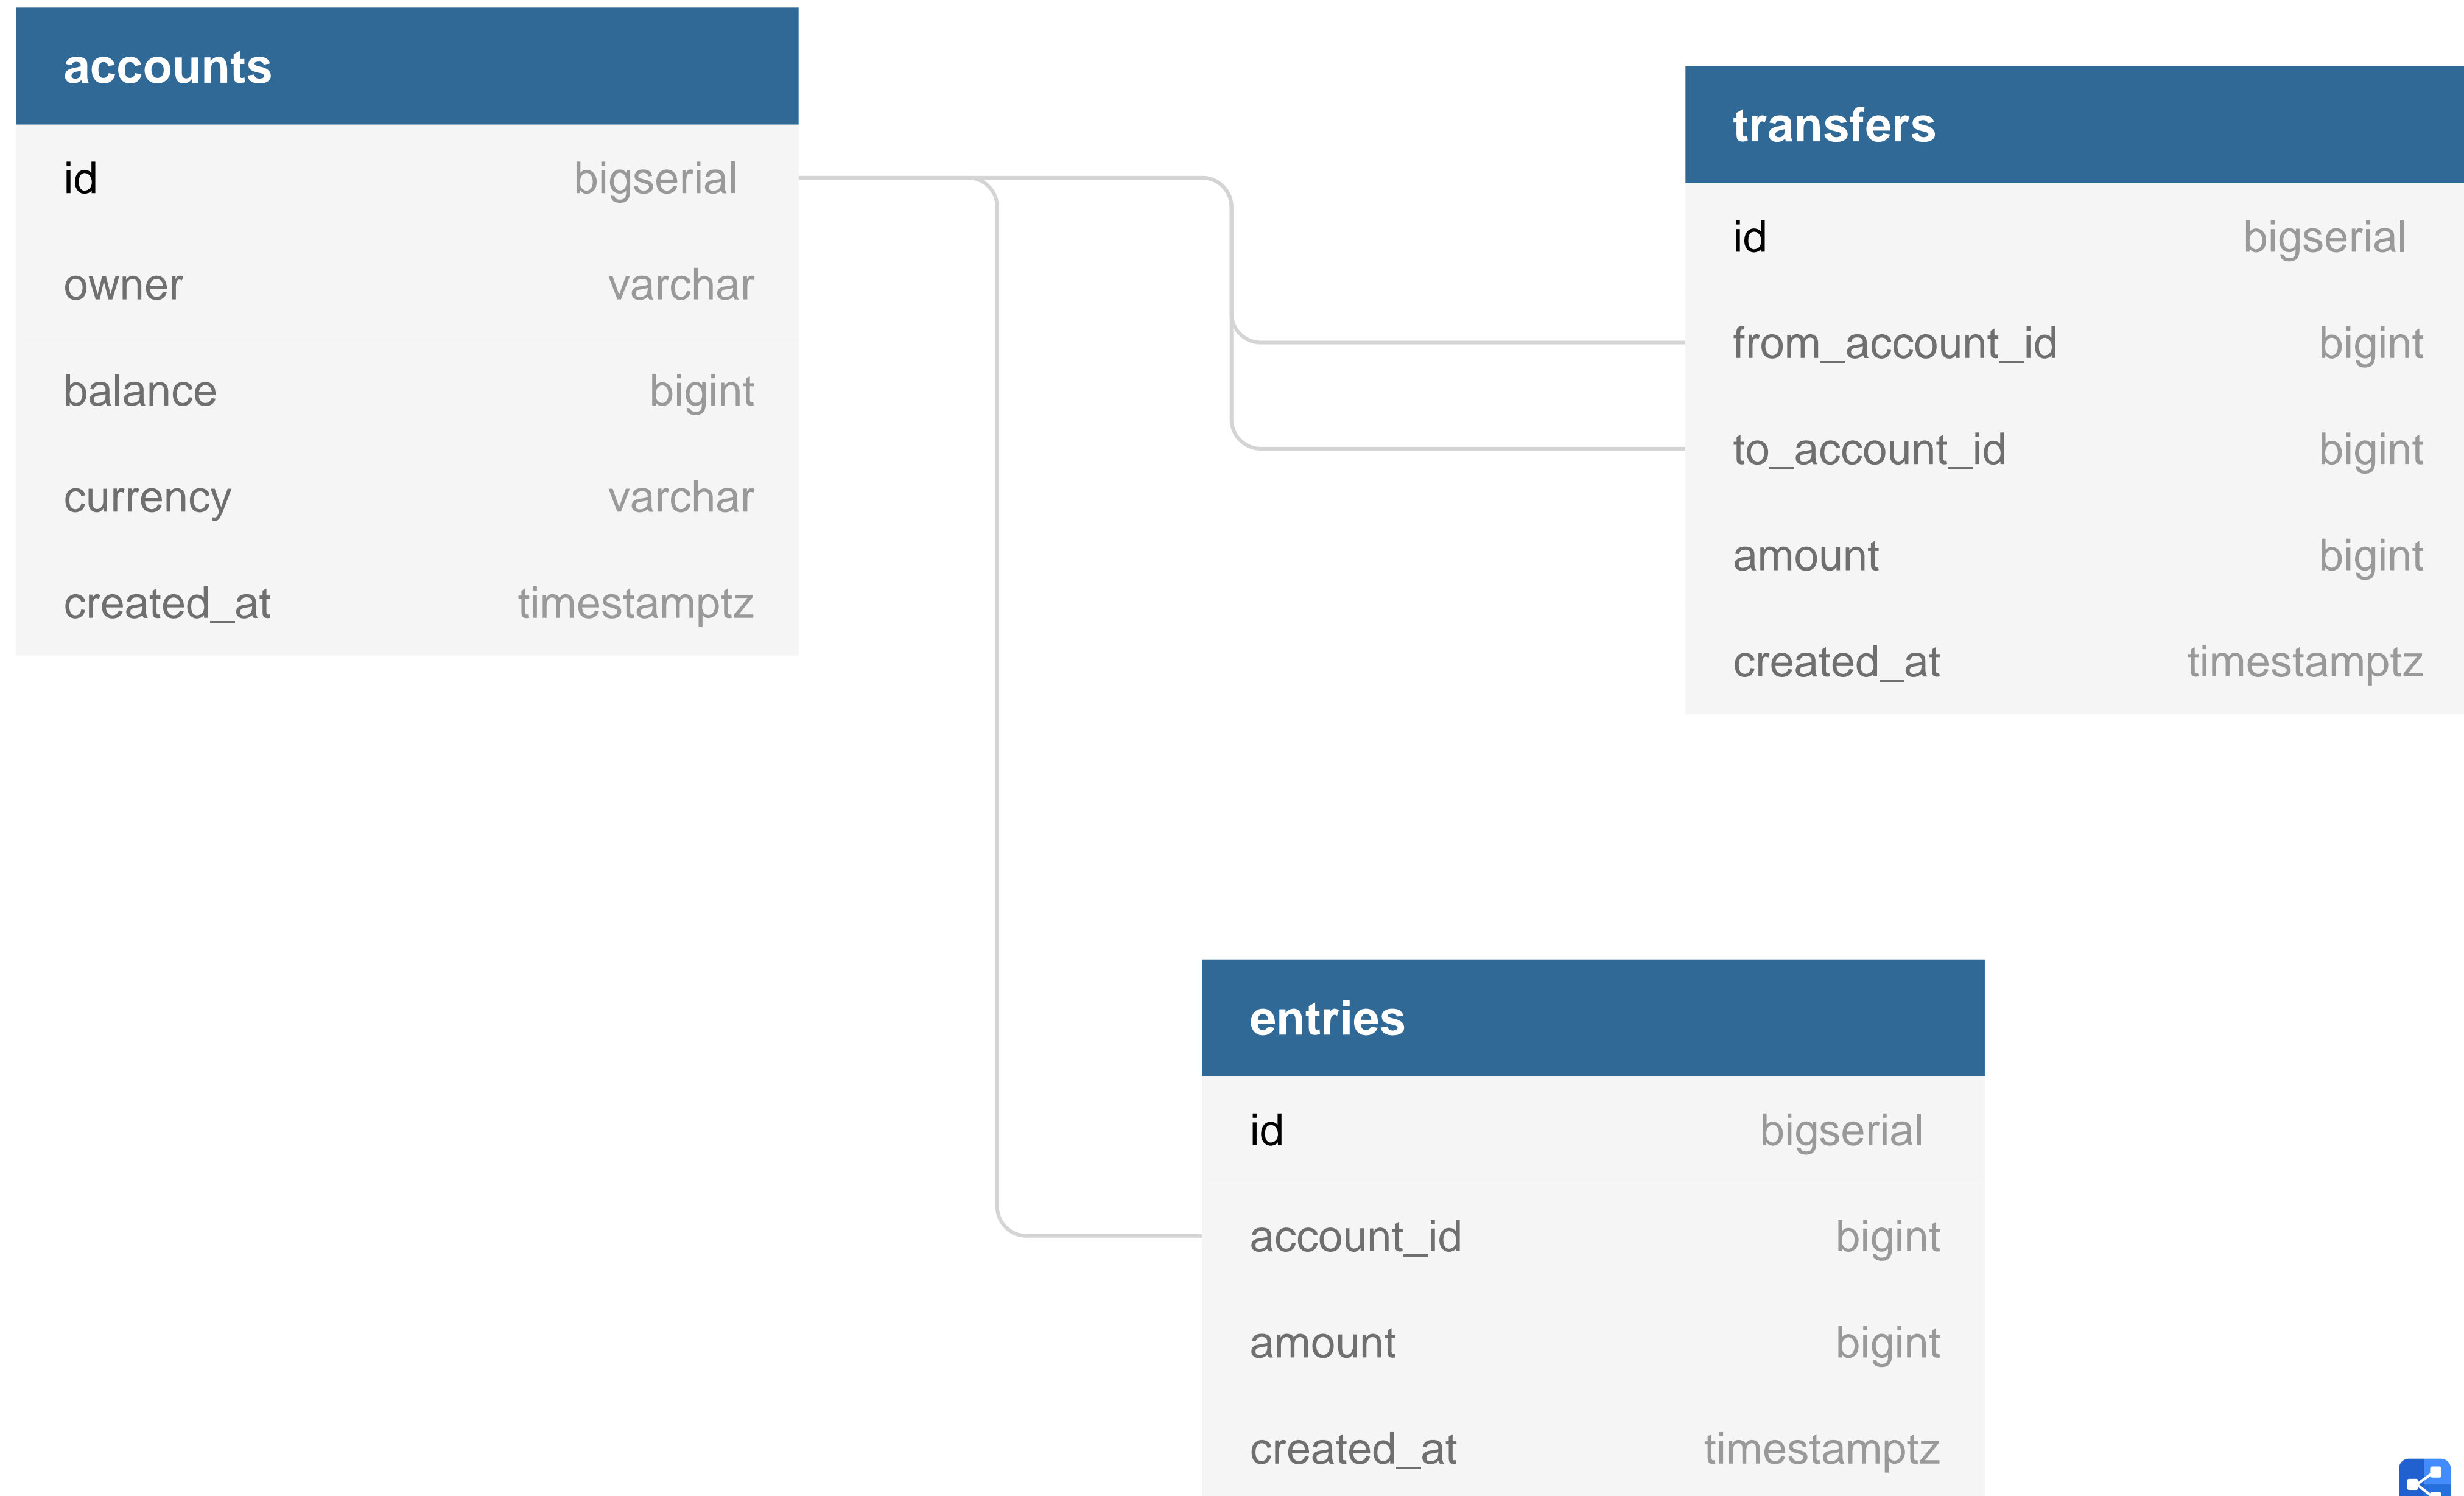 accounts
id bigserial
owner varchar
balance bigint
currency varchar
created_at timestamptz
transfers
id bigserial
from_account_id bigint
to_account_id bigint
amount bigint
created_at timestamptz
entries
id bigserial
account_id bigint
amount bigint
created_at timestamptz